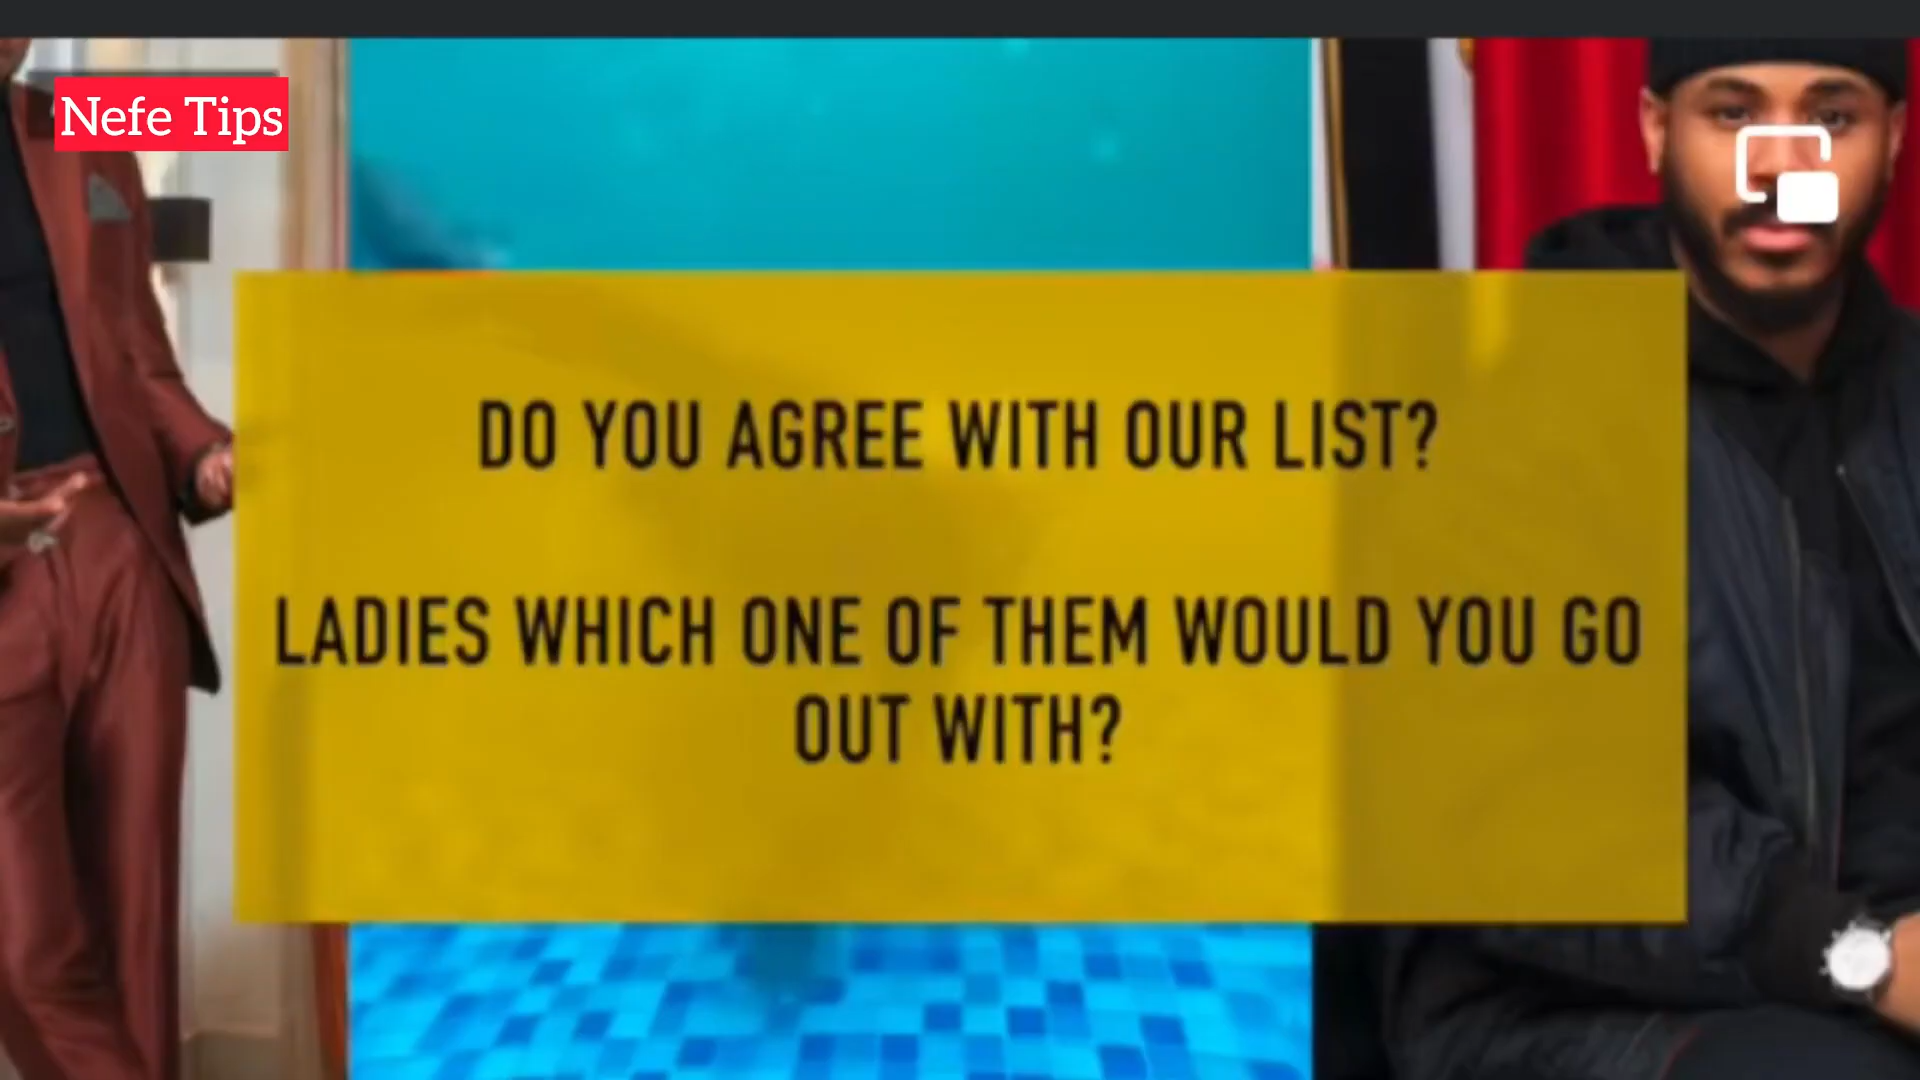 Nefe Tips
DO YOU AGREE WITH OUR LIST?
LADIES WHICH ONE OF THEM WOULD YOU GO
OUT WITH?